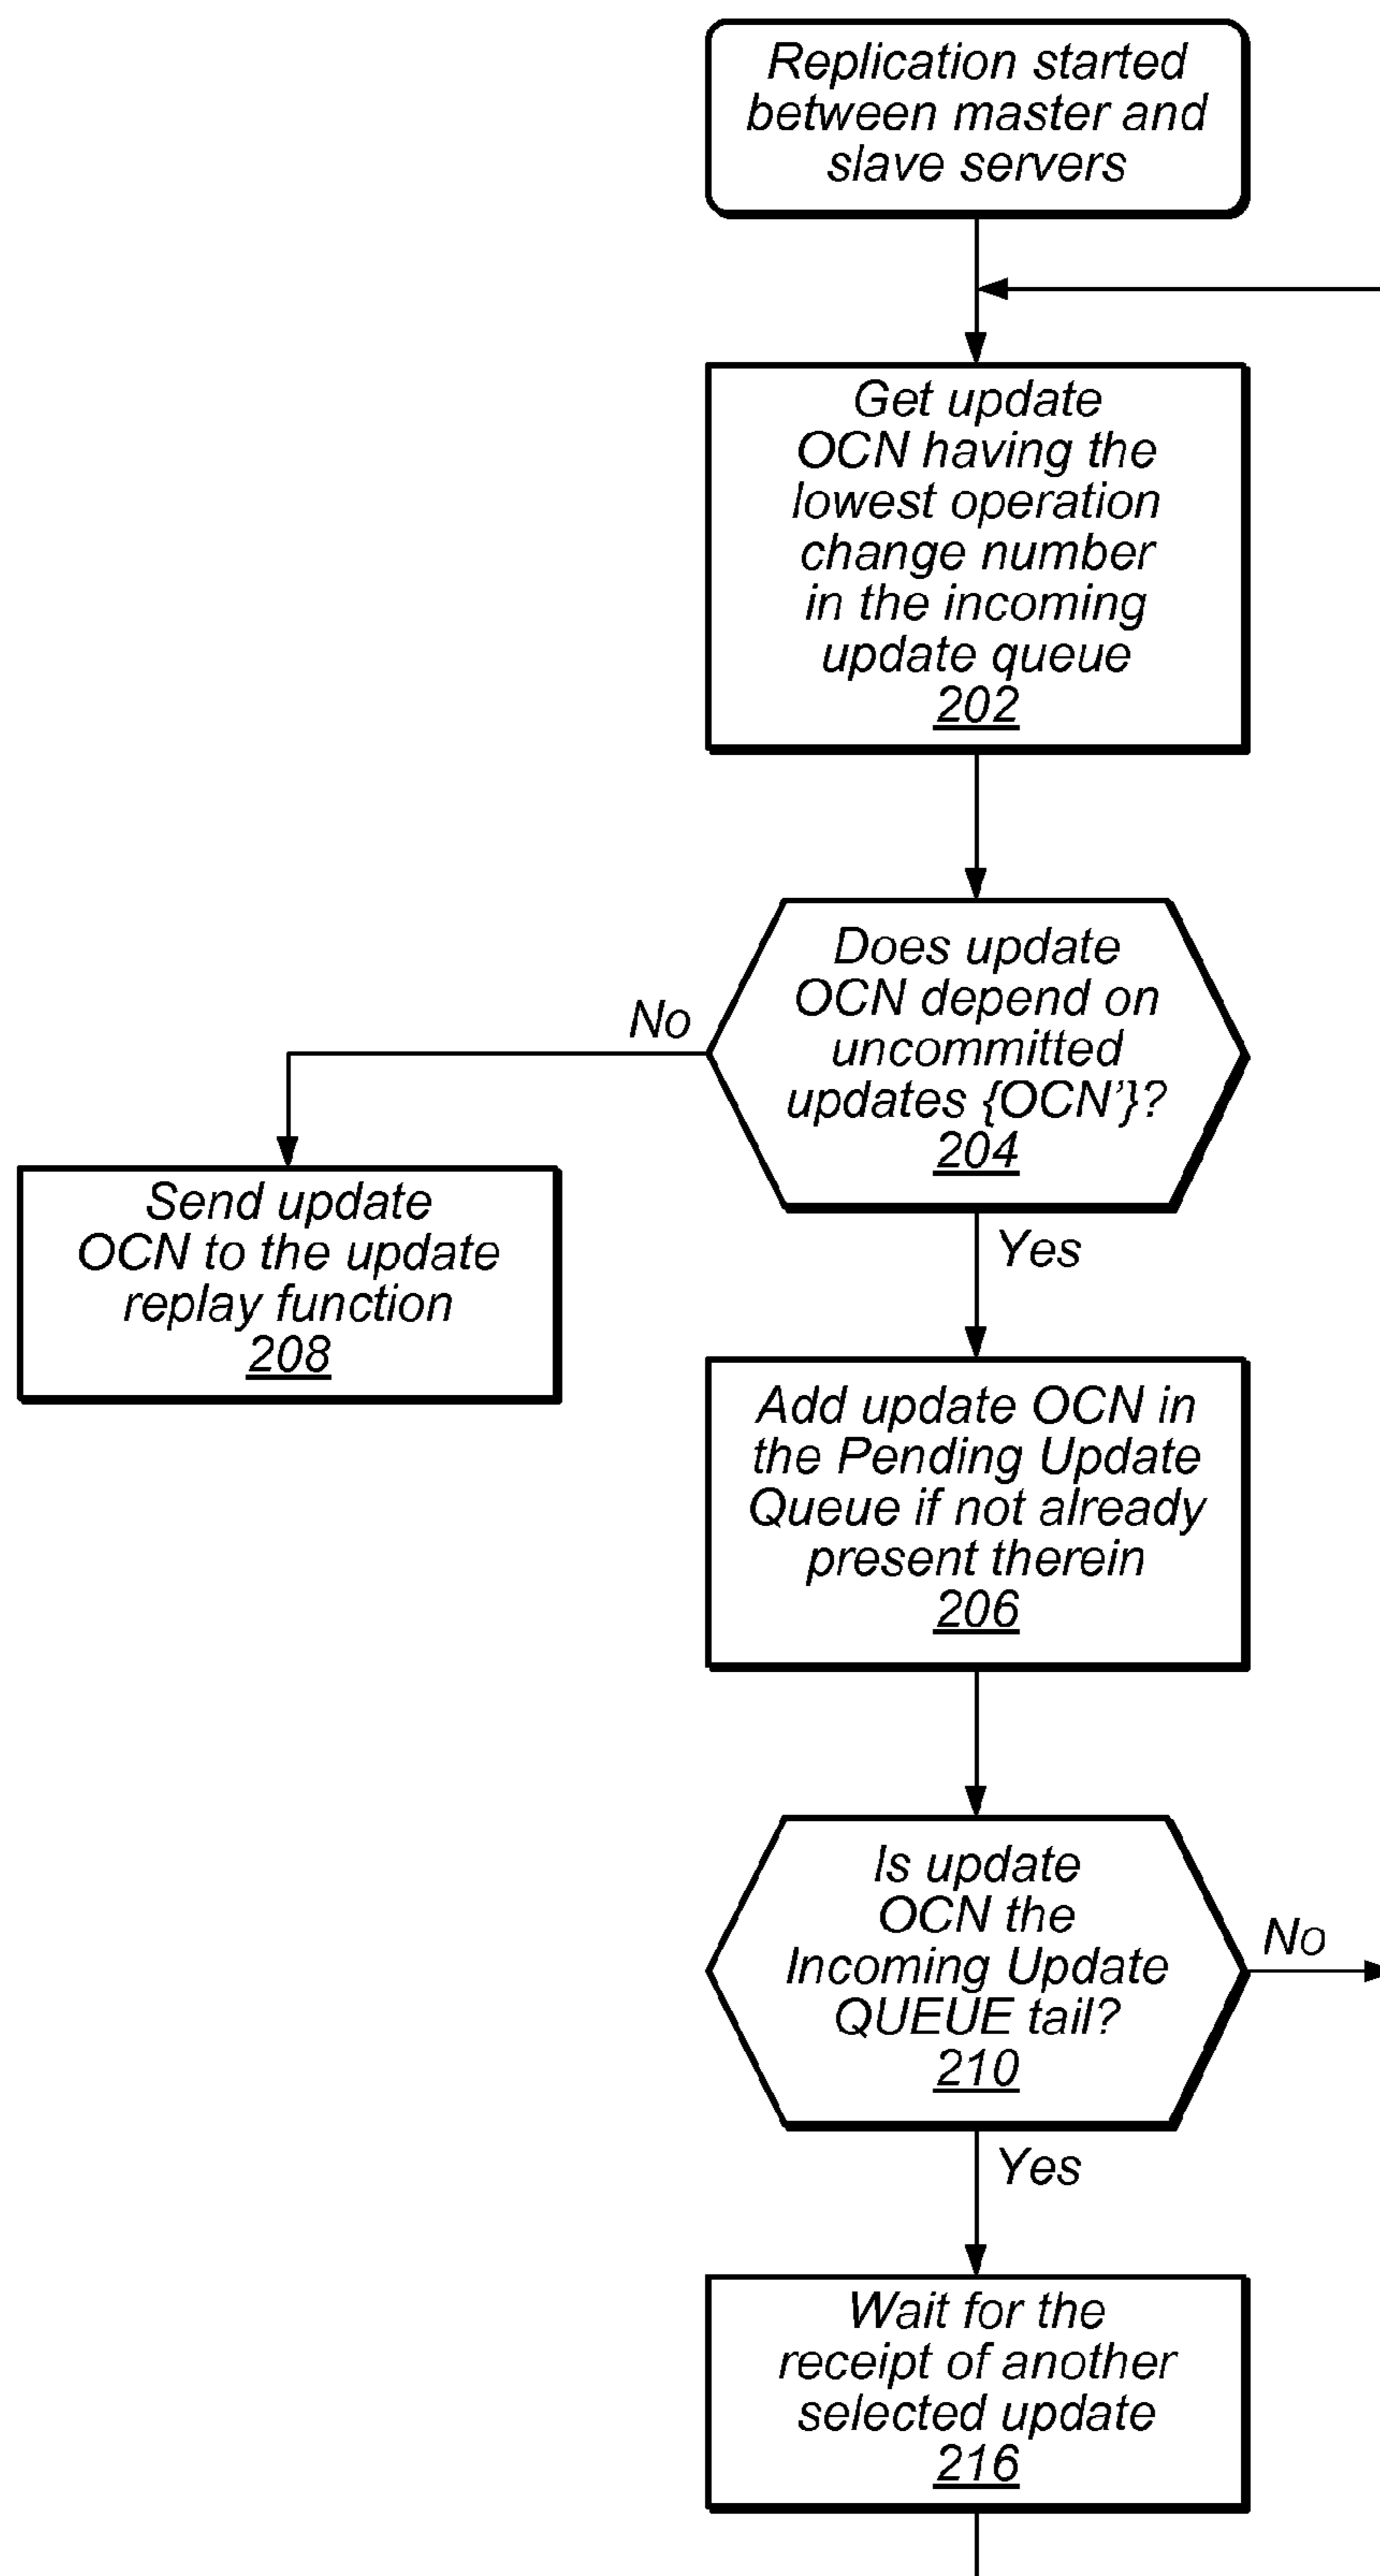 Replication started
between master and
slave servers
Get update
OCN having the
lowest operation
change number
in the incoming
update queue
202
Does update
OCN depend on
uncommitted
updates {OCN'}?
204
No
Yes
Send update
OCN to the update
replay function
208
Add update OCN in
the Pending Update
Queue if not already
present therein
206
Is update
OCN the
Incoming Update
QUEUE tail?
210
No
Yes
Wait for the
receipt of another
selected update
216